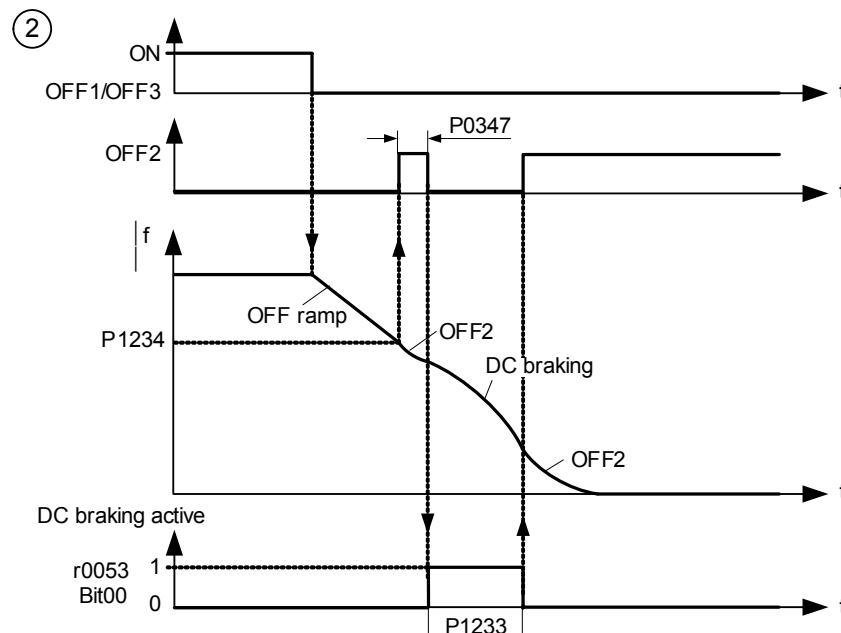 2
ON
OFF1/OFF3
t
P0347
OFF2
t
f
OFF ramp
P1234
OFF2
DC braking
OFF2
t
DC braking active
1
r0053
Bit00
0
t
P1233